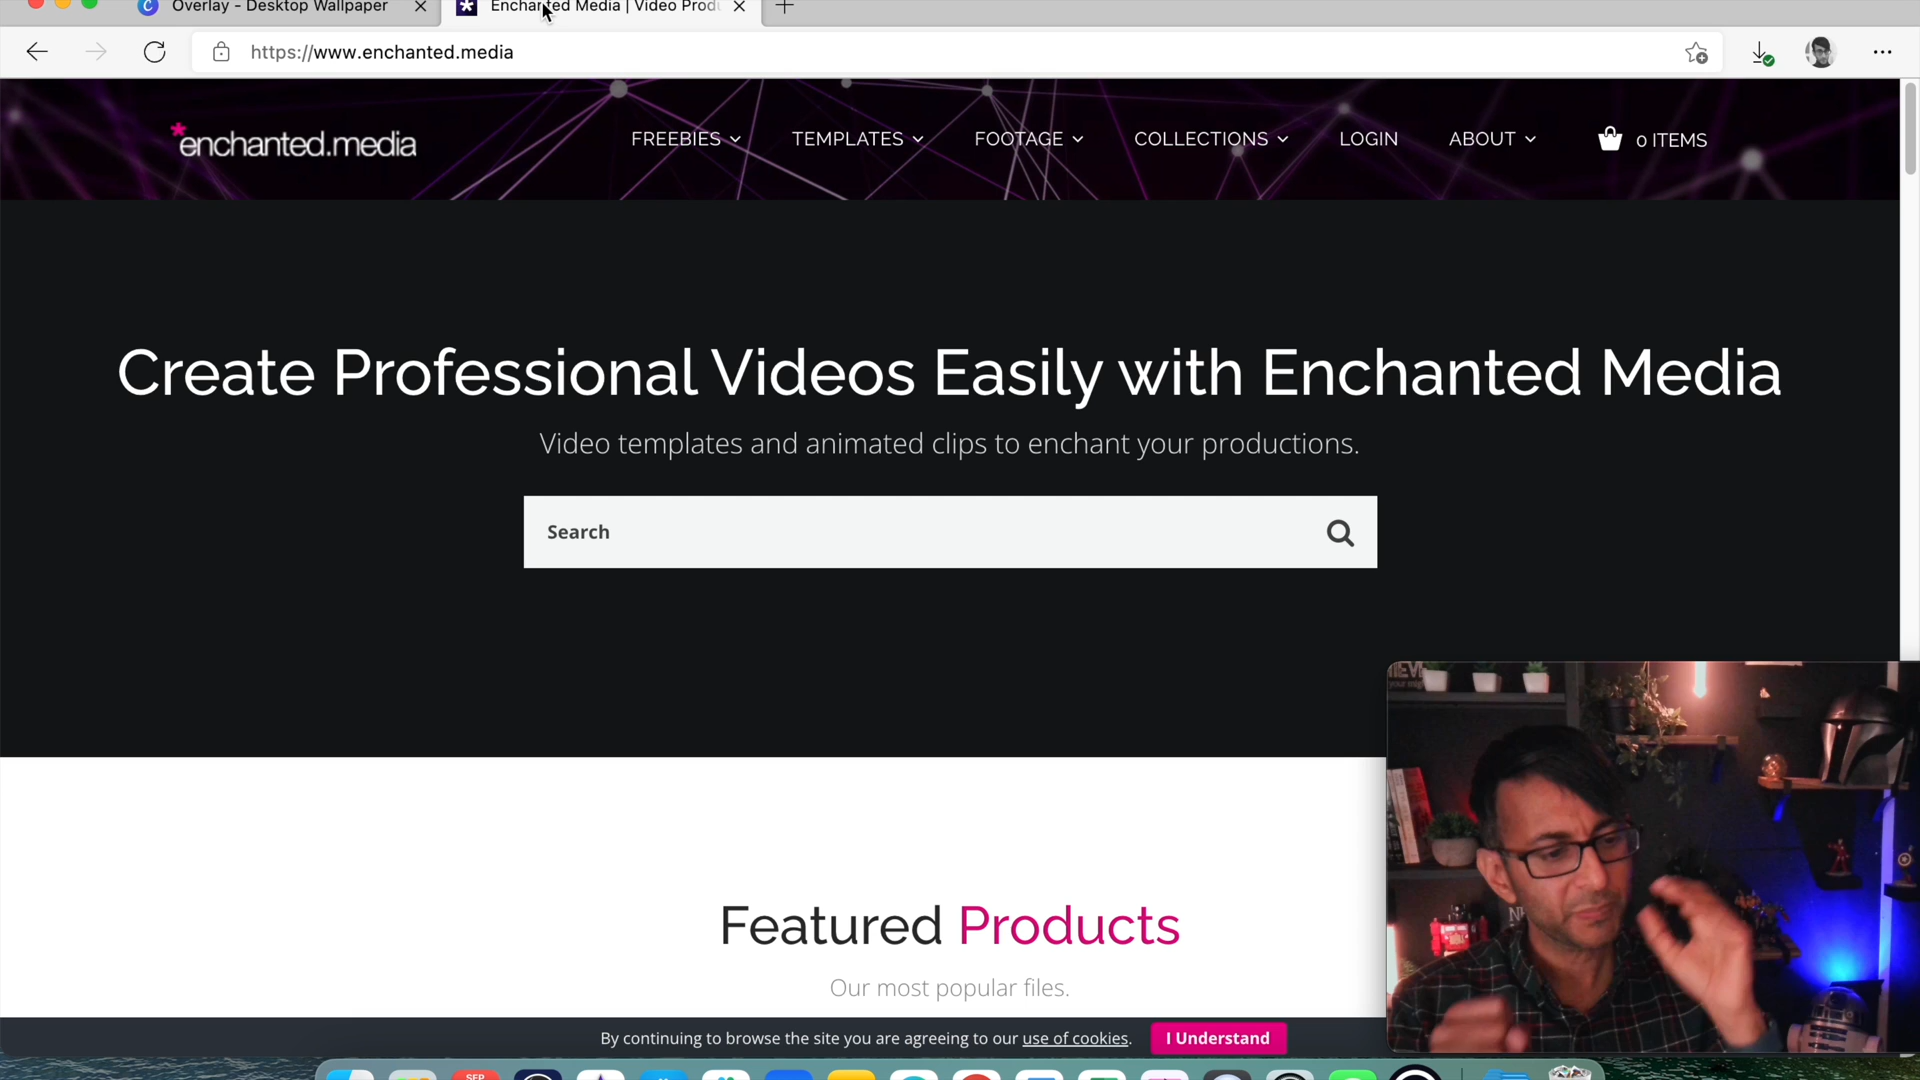 Overlay - Desktop Wallpaper
Enchanted Media | Video Produ
https://www.enchanted.media
*enchanted.media
FREEBIES
TEMPLATES
FOOTAGE
COLLECTIONS
LOGIN
ABOUT
0 ITEMS
Create Professional Videos Easily with Enchanted Media
Video templates and animated clips to enchant your productions.
Search
Featured Products
Our most popular files.
By continuing to browse the site you are agreeing to our use of cookies.
I Understand
SEP